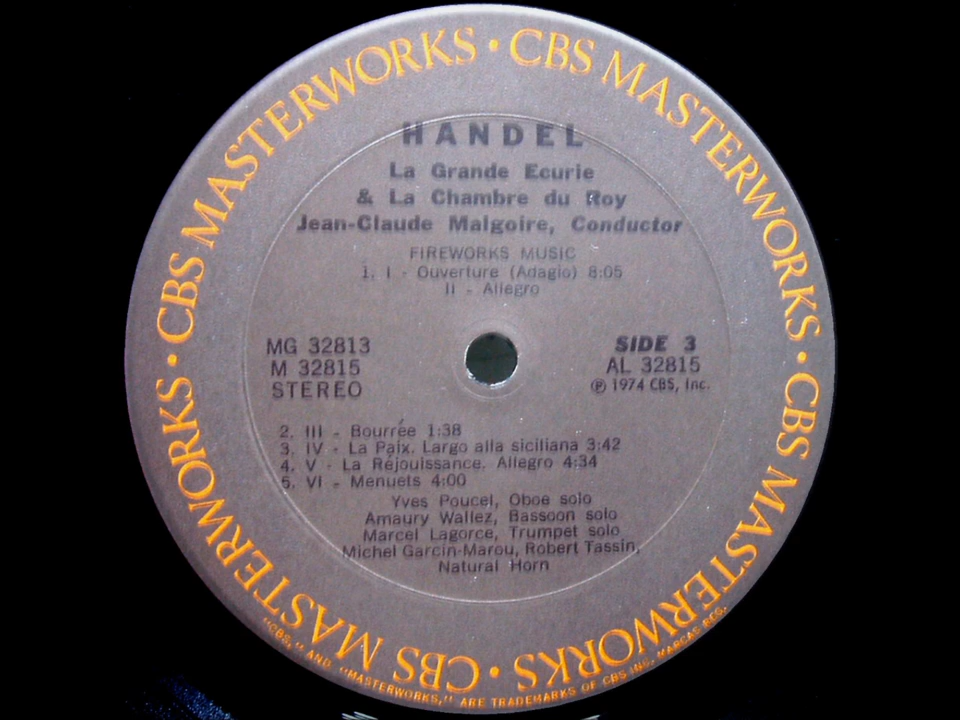 CBS MASTERWORKS • CBS MASTERWORKS • CBS MASTERWORKS • CBS MASTERWORKS • CBS MASTERWORKS •
HANDEL
La Grande Ecurie
& La Chambre du Roy
Jean-Claude Malgoire, Conductor
FIREWORKS MUSIC
1. I - Ouverture (Adagio) 8:05
II - Allegro
MG 32813
M 32815
STEREO
SIDE 3
AL 32815
℗ 1974 CBS, Inc.
2. III - Bourrée 1:38
3. IV - La Paix. Largo alla siciliana 3:42
4. V - La Réjouissance. Allegro 4:34
5. VI - Menuets 4:00
Yves Poucel, Oboe solo
Amaury Wallez, Bassoon solo
Marcel Lagorce, Trumpet solo
Michel Garcin-Marou, Robert Tassin,
Natural Horn
"CBS," AND "MASTERWORKS," ARE TRADEMARKS OF CBS INC. MARCAS REG.